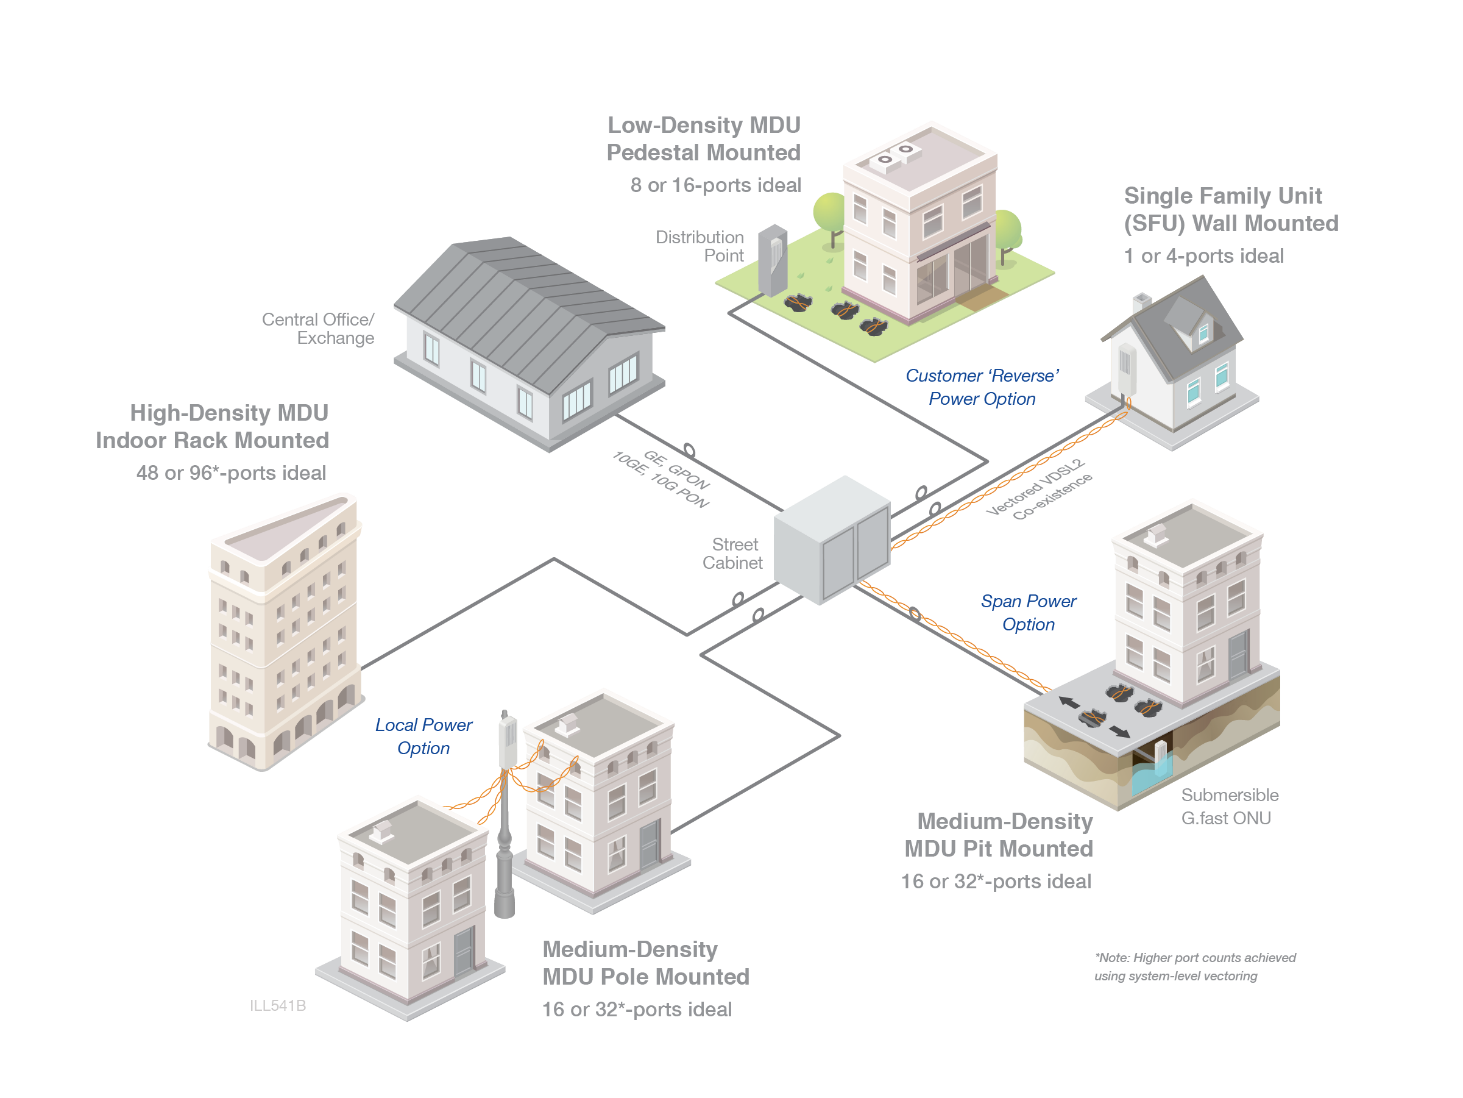 Low-Density MDU
Pedestal Mounted
8 or 16-ports ideal
Distribution
Point
Single Family Unit
(SFU) Wall Mounted
1 or 4-ports ideal
Central Office/
Exchange
Customer ‘Reverse’
Power Option
High-Density MDU
Indoor Rack Mounted
48 or 96*-ports ideal
GE, GPON
10GE, 10G PON
Vectored VDSL2
Co-existence
Street
Cabinet
Span Power
Option
Local Power
Option
Submersible
G.fast ONU
Medium-Density
MDU Pit Mounted
16 or 32*-ports ideal
Medium-Density
MDU Pole Mounted
16 or 32*-ports ideal
*Note: Higher port counts achieved
using system-level vectoring
ILL541B